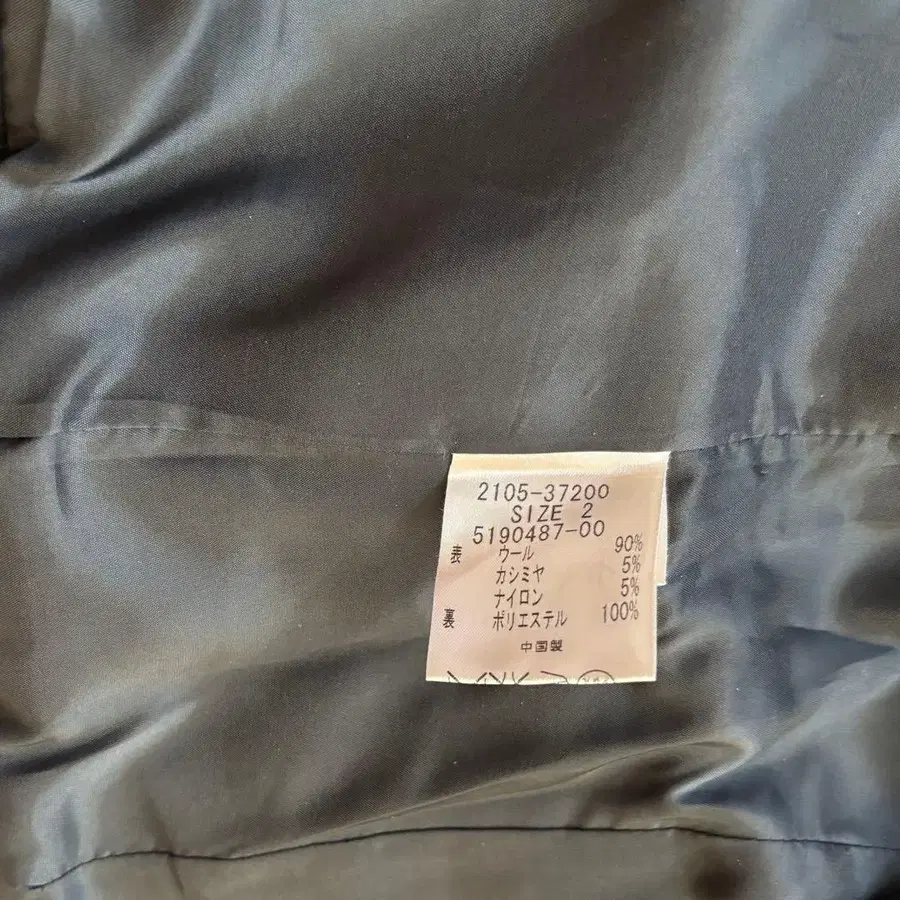 2105-37200
SIZE 2
5190487-00
表 ウール 90%
カシミヤ 5%
ナイロン 5%
裏 ポリエステル 100%
中国製